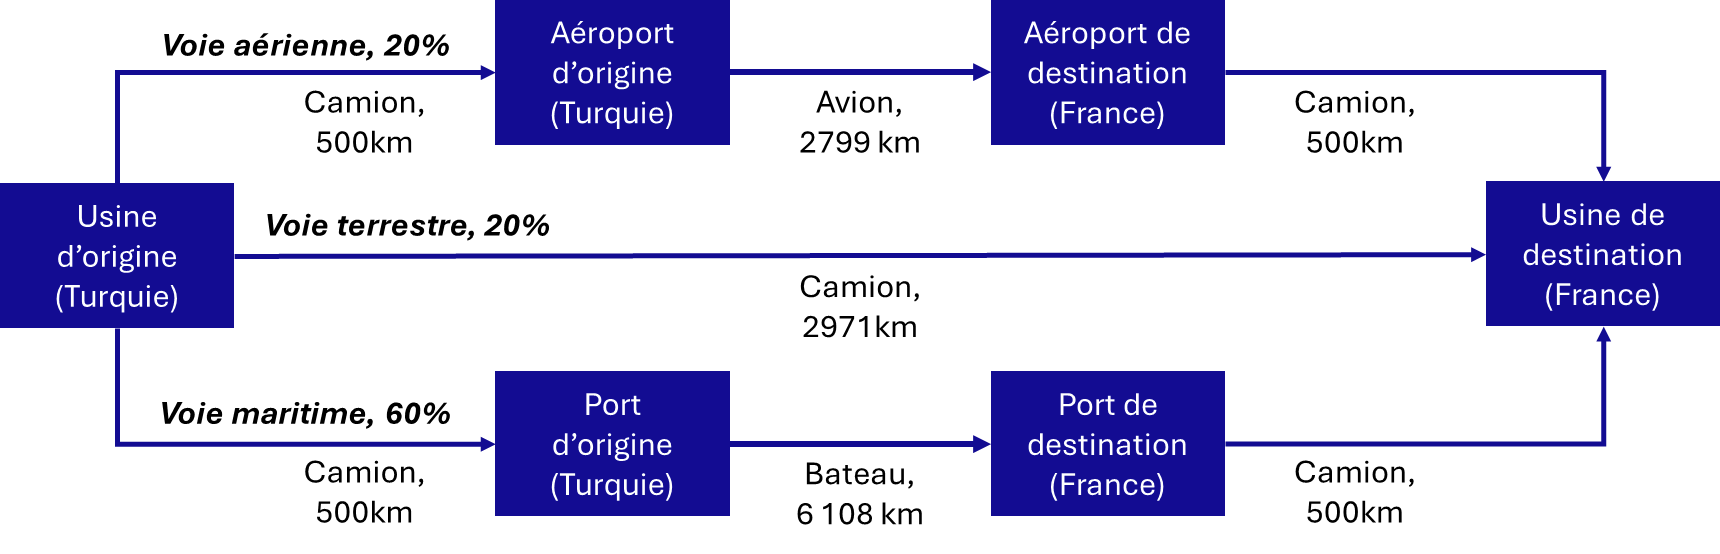 Voie aérienne, 20%
Camion,
500km
Aéroport
d’origine
(Turquie)
Avion,
2799 km
Aéroport de
destination
(France)
Camion,
500km
Usine
d’origine
(Turquie)
Voie terrestre, 20%
Camion,
2971km
Usine de
destination
(France)
Voie maritime, 60%
Camion,
500km
Port
d’origine
(Turquie)
Bateau,
6 108 km
Port de
destination
(France)
Camion,
500km